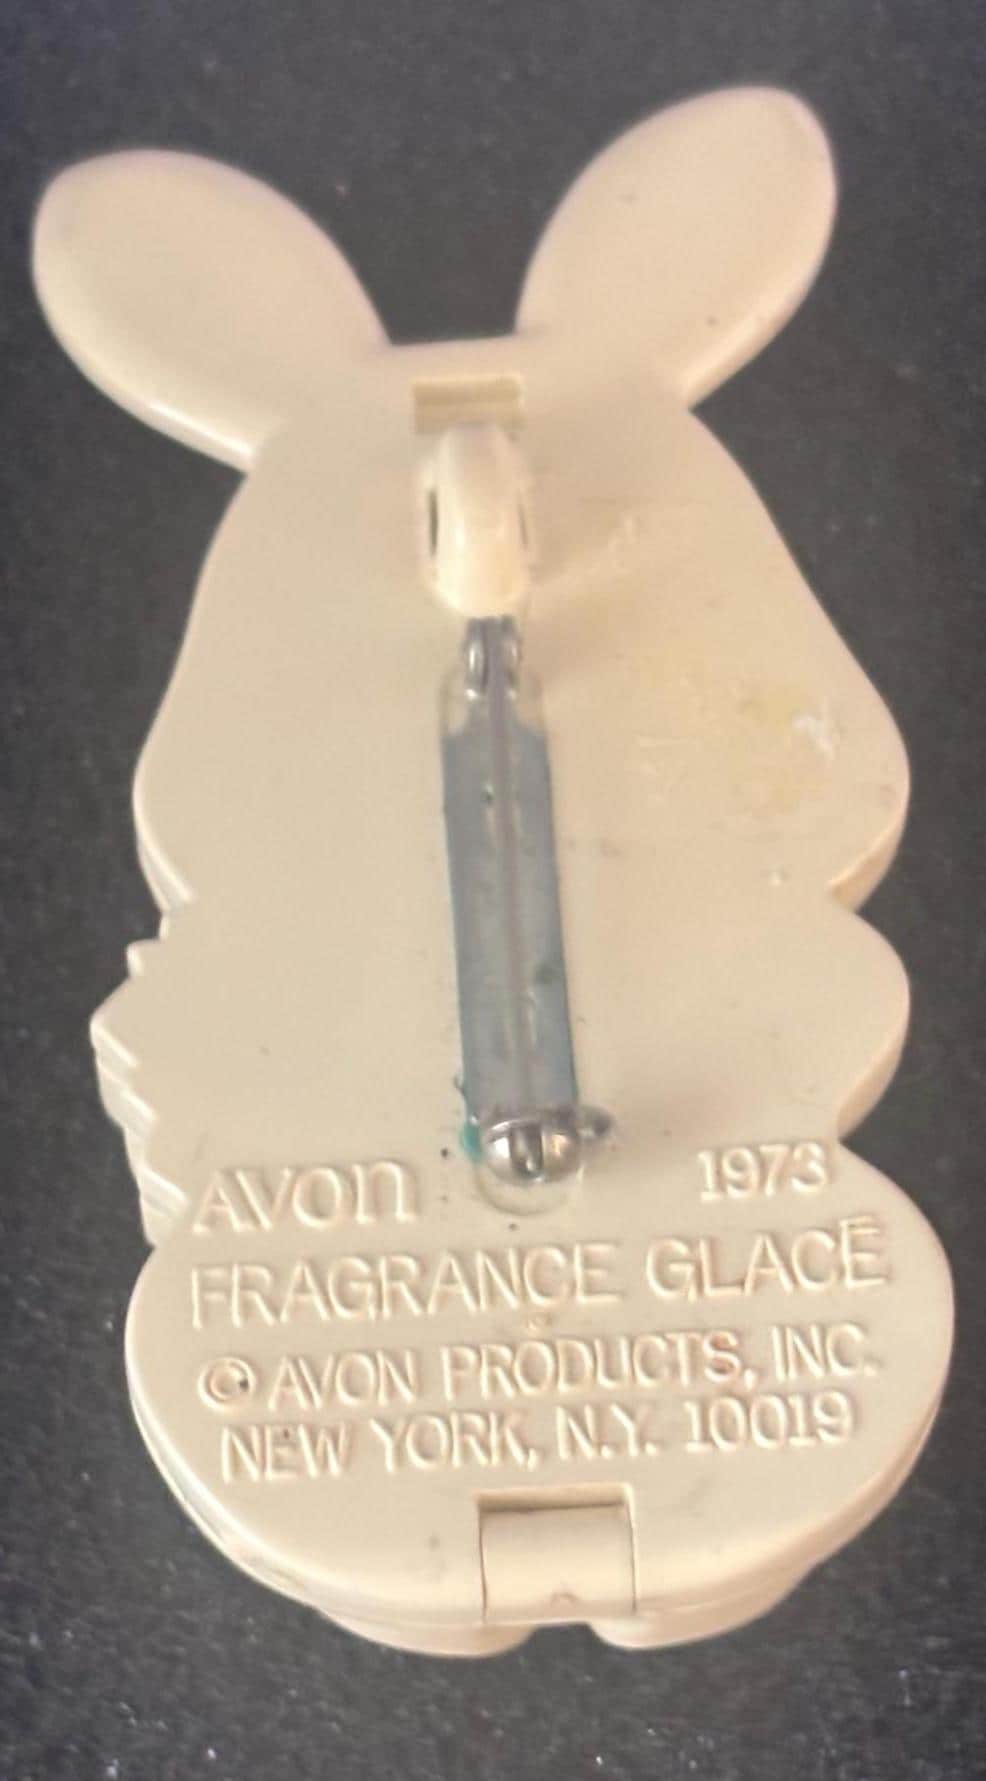 AVON 1973
FRAGRANCE GLACÉ
© AVON PRODUCTS, INC.
NEW YORK, N.Y. 10019